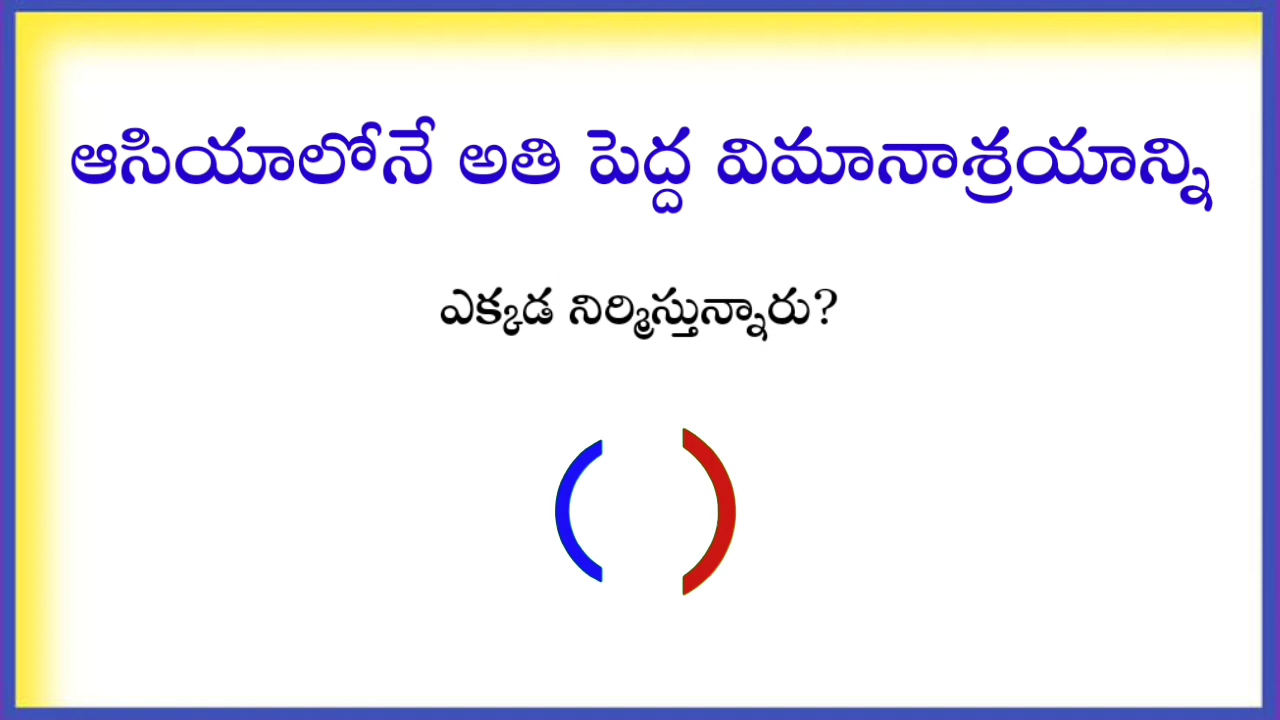 ఆసియాలోనే అతి పెద్ద విమానాశ్రయాన్ని
ఎక్కడ నిర్మిస్తున్నారు?